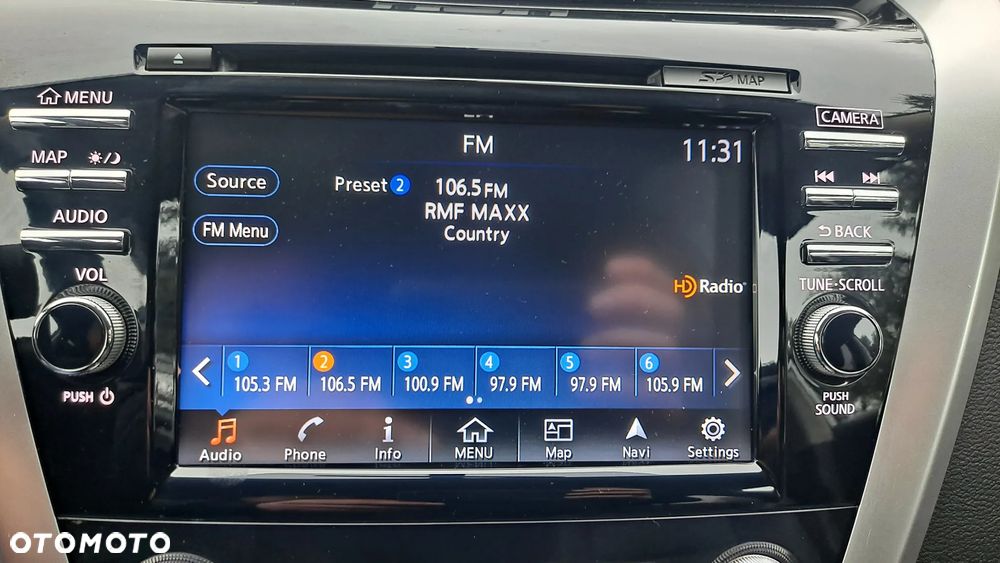 MAP
MENU
CAMERA
FM
11:31
MAP
Source
Preset 2
106.5 FM
RMF MAXX
AUDIO
FM Menu
Country
BACK
VOL
HD Radio
TUNE·SCROLL
1 2 3 4 5 6
105.3 FM 106.5 FM 100.9 FM 97.9 FM 97.9 FM 105.9 FM
PUSH
PUSH
SOUND
Audio Phone Info MENU Map Navi Settings
OTOMOTO